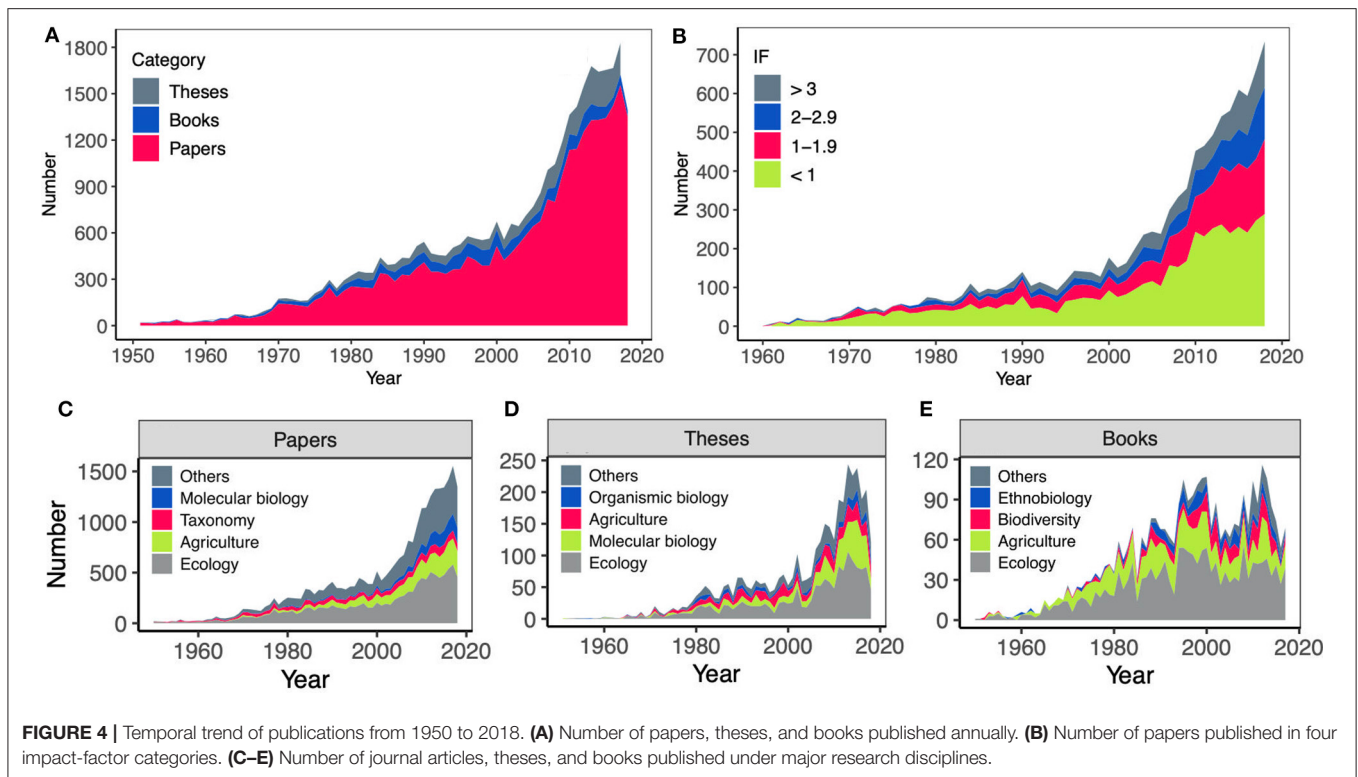 A
Category
Theses
Books
Papers
Number
1800
1500
1200
900
600
300
0
1950 1960 1970 1980 1990 2000 2010 2020
Year
B
IF
> 3
2–2.9
1–1.9
< 1
Number
700
600
500
400
300
200
100
0
1960 1970 1980 1990 2000 2010 2020
Year
C
Papers
Others
Molecular biology
Taxonomy
Agriculture
Ecology
Number
1500
1000
500
0
1960 1980 2000 2020
Year
D
Theses
Others
Organismic biology
Agriculture
Molecular biology
Ecology
250
200
150
100
50
0
1960 1980 2000 2020
Year
E
Books
Others
Ethnobiology
Biodiversity
Agriculture
Ecology
120
90
60
30
0
1960 1980 2000 2020
Year
FIGURE 4 | Temporal trend of publications from 1950 to 2018. (A) Number of papers, theses, and books published annually. (B) Number of papers published in four
impact-factor categories. (C–E) Number of journal articles, theses, and books published under major research disciplines.